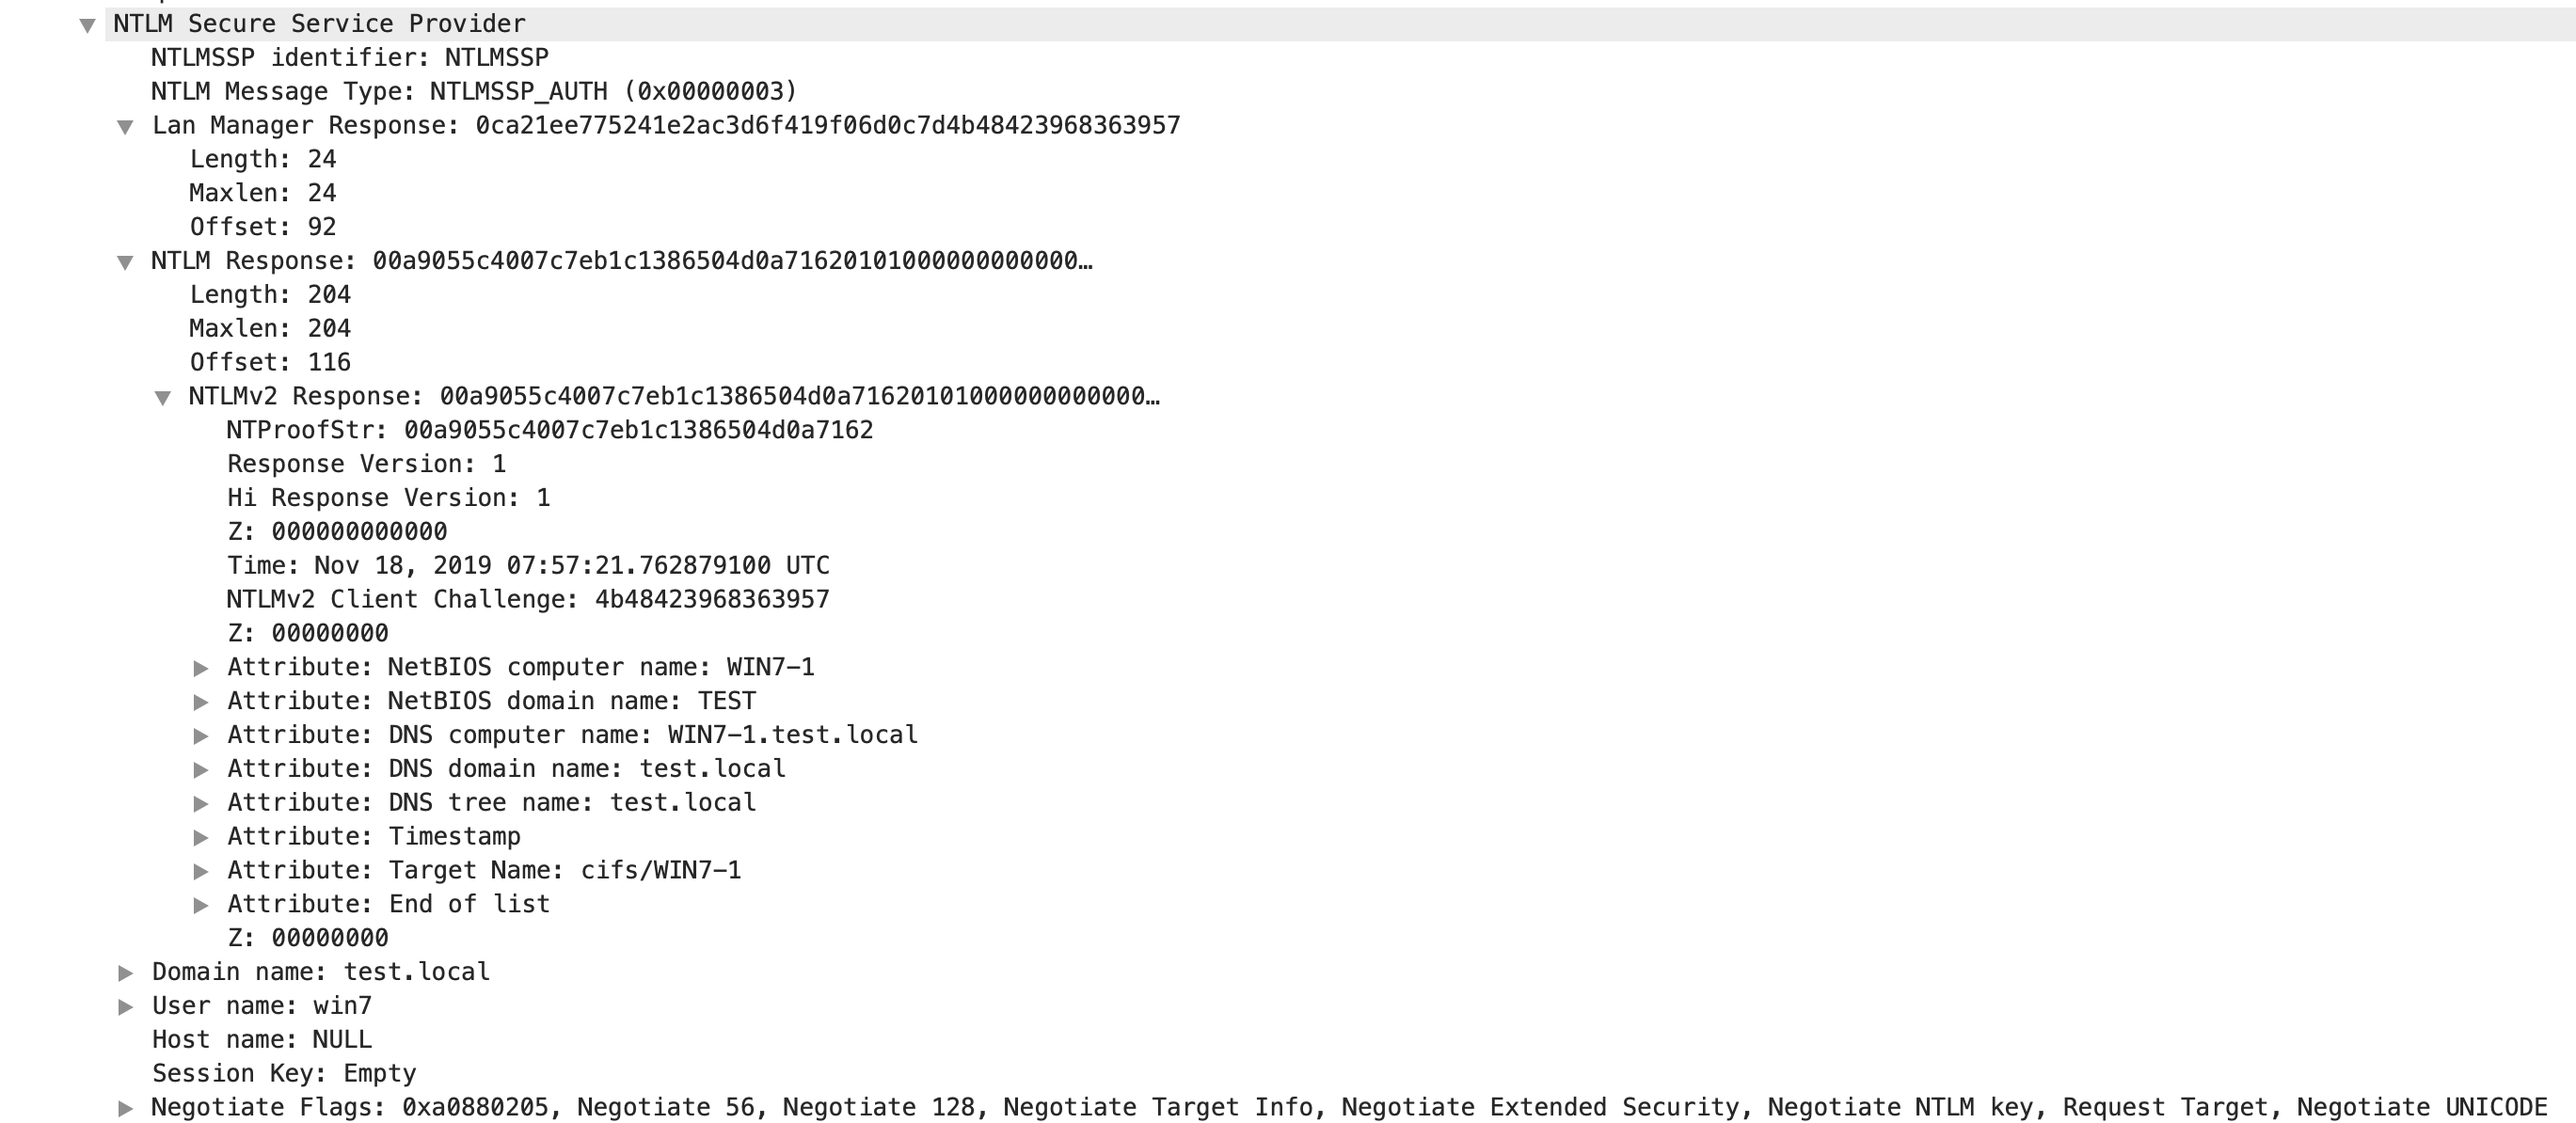 NTLM Secure Service Provider
NTLMSSP identifier: NTLMSSP
NTLM Message Type: NTLMSSP_AUTH (0x00000003)
Lan Manager Response: 0ca21ee775241e2ac3d6f419f06d0c7d4b48423968363957
Length: 24
Maxlen: 24
Offset: 92
NTLM Response: 00a9055c4007c7eb1c1386504d0a71620101000000000000…
Length: 204
Maxlen: 204
Offset: 116
NTLMv2 Response: 00a9055c4007c7eb1c1386504d0a71620101000000000000…
NTProofStr: 00a9055c4007c7eb1c1386504d0a7162
Response Version: 1
Hi Response Version: 1
Z: 000000000000
Time: Nov 18, 2019 07:57:21.762879100 UTC
NTLMv2 Client Challenge: 4b48423968363957
Z: 00000000
Attribute: NetBIOS computer name: WIN7-1
Attribute: NetBIOS domain name: TEST
Attribute: DNS computer name: WIN7-1.test.local
Attribute: DNS domain name: test.local
Attribute: DNS tree name: test.local
Attribute: Timestamp
Attribute: Target Name: cifs/WIN7-1
Attribute: End of list
Z: 00000000
Domain name: test.local
User name: win7
Host name: NULL
Session Key: Empty
Negotiate Flags: 0xa0880205, Negotiate 56, Negotiate 128, Negotiate Target Info, Negotiate Extended Security, Negotiate NTLM key, Request Target, Negotiate UNICODE